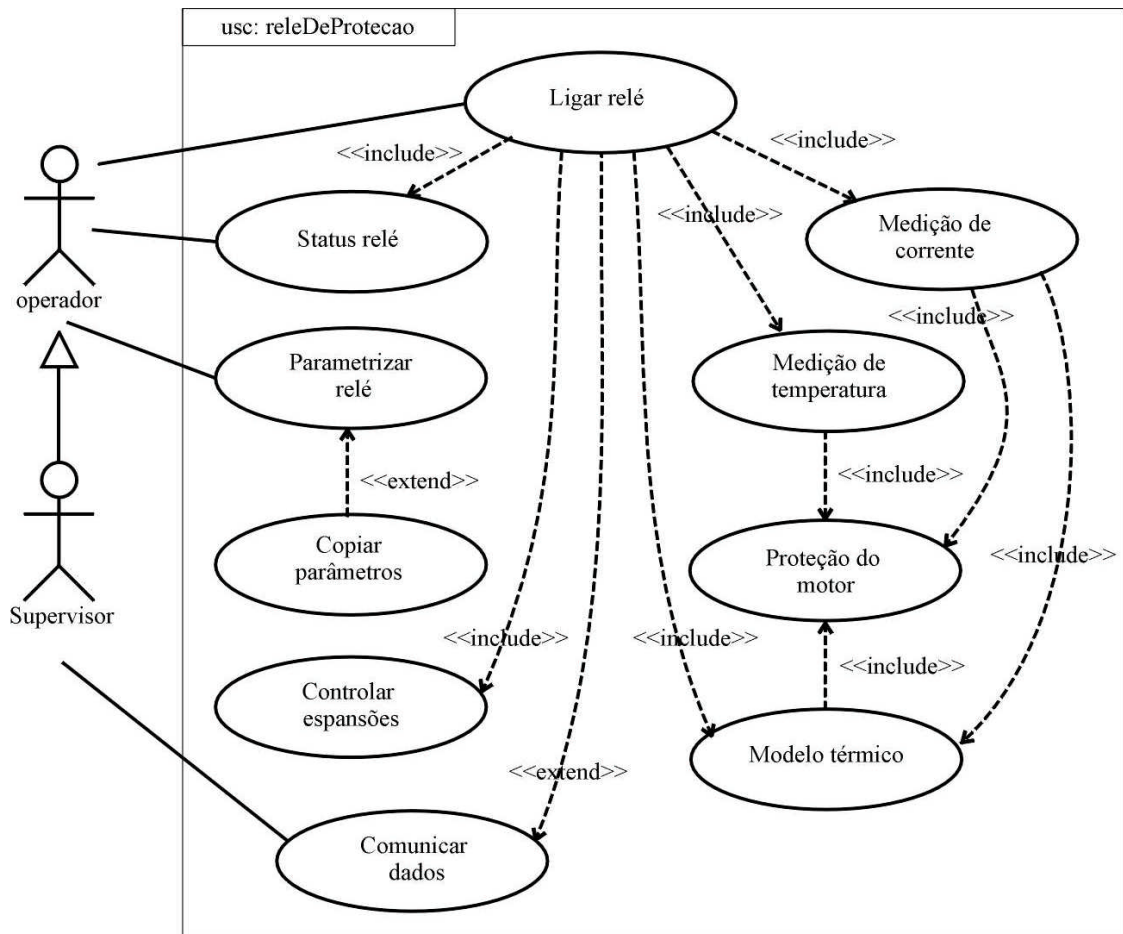 usc: releDeProtecao
Ligar relé
<<include>>
<<include>>
<<include>>
Status relé
Medição de
corrente
operador
<<include>>
Parametrizar
relé
Medição de
temperatura
<<extend>>
<<include>>
Copiar
parâmetros
Proteção do
motor
<<include>>
Supervisor
<<include>>
<<include>>
<<include>>
Controlar
espansões
Modelo térmico
<<extend>>
Comunicar
dados